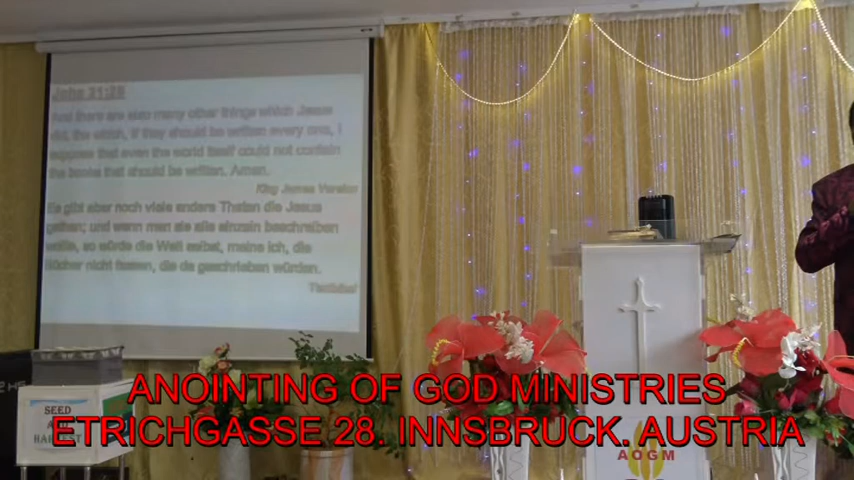 John 21:25
And there are also many other things which Jesus
did, the which, if they should be written every one, I
suppose that even the world itself could not contain
the books that should be written. Amen.
King James Version
Es gibt aber noch viele andere Thaten die Jesus
gethan; und wenn man sie alle einzeln beschreiben
wollte, so würde die Welt selbst, meine ich, die
Bücher nicht fassen, die da geschrieben würden.
SEED
HARVEST
ANOINTING OF GOD MINISTRIES
ETRICHGASSE 28. INNSBRUCK. AUSTRIA
AOGM